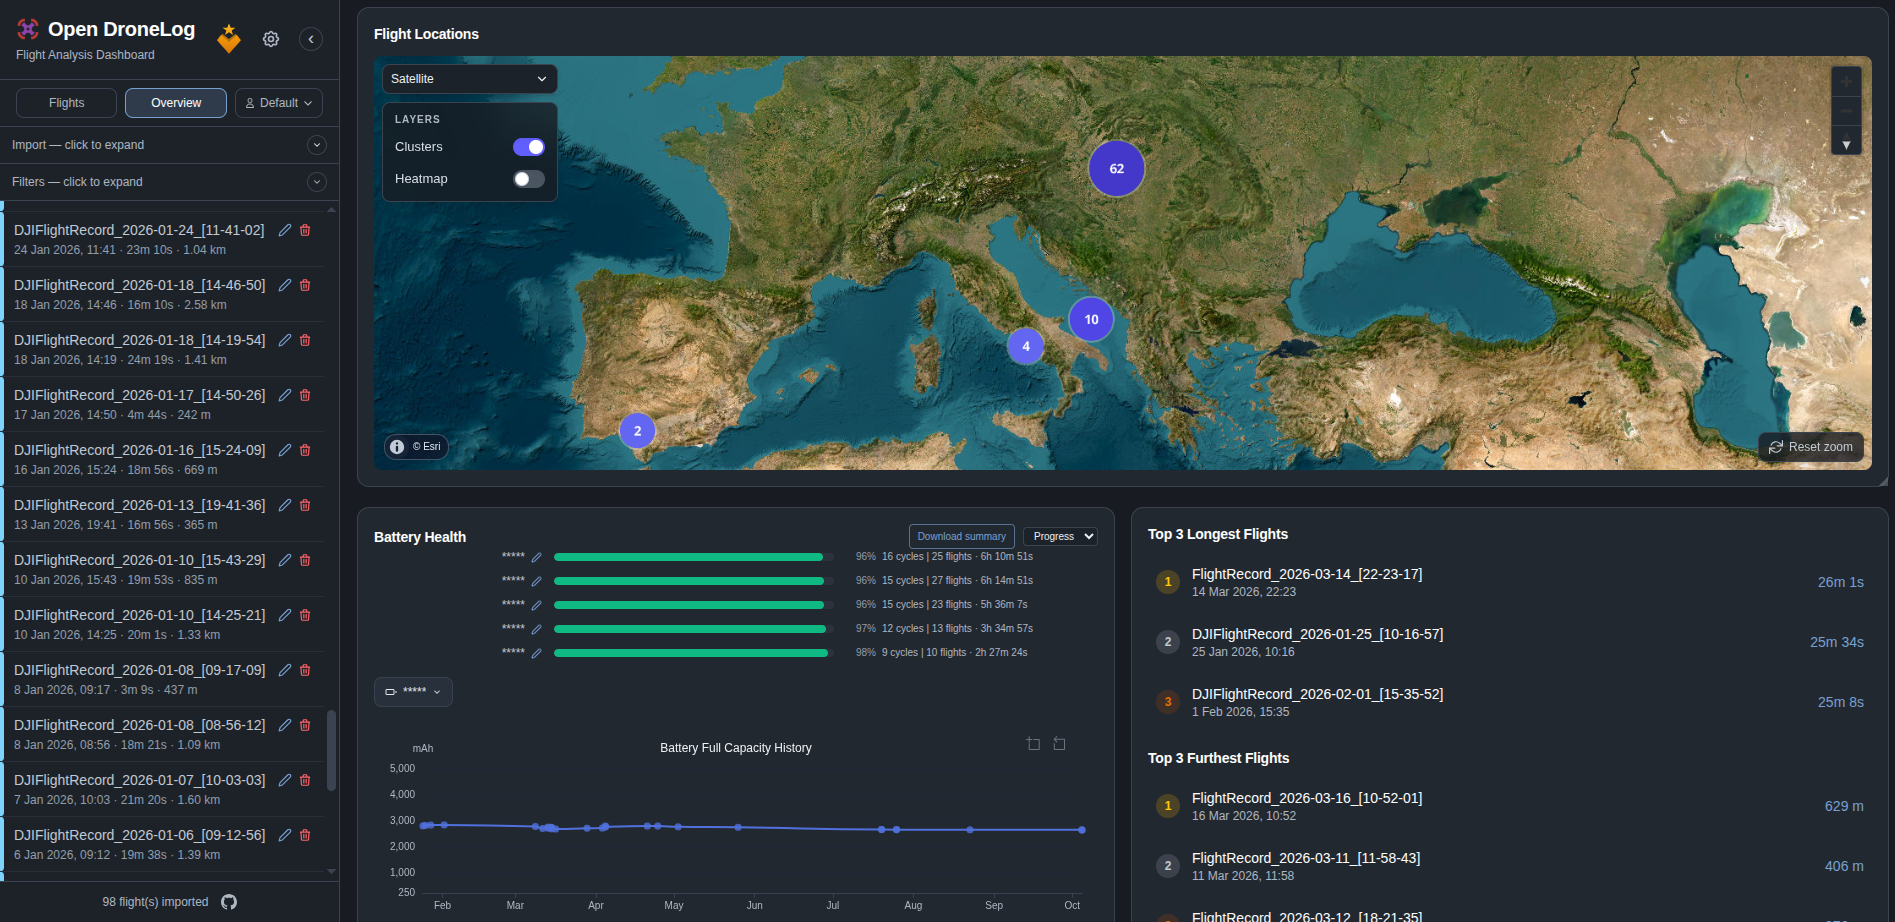 Open DroneLog
Flight Analysis Dashboard
Flights
Overview
Default
Import — click to expand
Filters — click to expand
DJIFlightRecord_2026-01-24_[11-41-02]
24 Jan 2026, 11:41 · 23m 10s · 1.04 km
DJIFlightRecord_2026-01-18_[14-46-50]
18 Jan 2026, 14:46 · 16m 10s · 2.58 km
DJIFlightRecord_2026-01-18_[14-19-54]
18 Jan 2026, 14:19 · 24m 19s · 1.41 km
DJIFlightRecord_2026-01-17_[14-50-26]
17 Jan 2026, 14:50 · 4m 44s · 242 m
DJIFlightRecord_2026-01-16_[15-24-09]
16 Jan 2026, 15:24 · 18m 56s · 669 m
DJIFlightRecord_2026-01-13_[19-41-36]
13 Jan 2026, 19:41 · 16m 56s · 365 m
DJIFlightRecord_2026-01-10_[15-43-29]
10 Jan 2026, 15:43 · 19m 53s · 835 m
DJIFlightRecord_2026-01-10_[14-25-21]
10 Jan 2026, 14:25 · 20m 1s · 1.33 km
DJIFlightRecord_2026-01-08_[09-17-09]
8 Jan 2026, 09:17 · 3m 9s · 437 m
DJIFlightRecord_2026-01-08_[08-56-12]
8 Jan 2026, 08:56 · 18m 21s · 1.09 km
DJIFlightRecord_2026-01-07_[10-03-03]
7 Jan 2026, 10:03 · 21m 20s · 1.60 km
DJIFlightRecord_2026-01-06_[09-12-56]
6 Jan 2026, 09:12 · 19m 38s · 1.39 km
98 flight(s) imported
Flight Locations
Satellite
LAYERS
Clusters
Heatmap
62
10
4
2
© Esri
Reset zoom
Battery Health
Download summary
Progress
***** 96% 16 cycles | 25 flights · 6h 10m 51s
***** 96% 15 cycles | 27 flights · 6h 14m 51s
***** 96% 15 cycles | 23 flights · 5h 36m 7s
***** 97% 12 cycles | 13 flights · 3h 34m 57s
***** 98% 9 cycles | 10 flights · 2h 27m 24s
*****
Battery Full Capacity History
mAh
5,000
4,000
3,000
2,000
1,000
250
Feb Mar Apr May Jun Jul Aug Sep Oct
Top 3 Longest Flights
1 FlightRecord_2026-03-14_[22-23-17] 26m 1s
14 Mar 2026, 22:23
2 DJIFlightRecord_2026-01-25_[10-16-57] 25m 34s
25 Jan 2026, 10:16
3 DJIFlightRecord_2026-02-01_[15-35-52] 25m 8s
1 Feb 2026, 15:35
Top 3 Furthest Flights
1 FlightRecord_2026-03-16_[10-52-01] 629 m
16 Mar 2026, 10:52
2 FlightRecord_2026-03-11_[11-58-43] 406 m
11 Mar 2026, 11:58
FlightRecord_2026-03-12_[18-21-35]